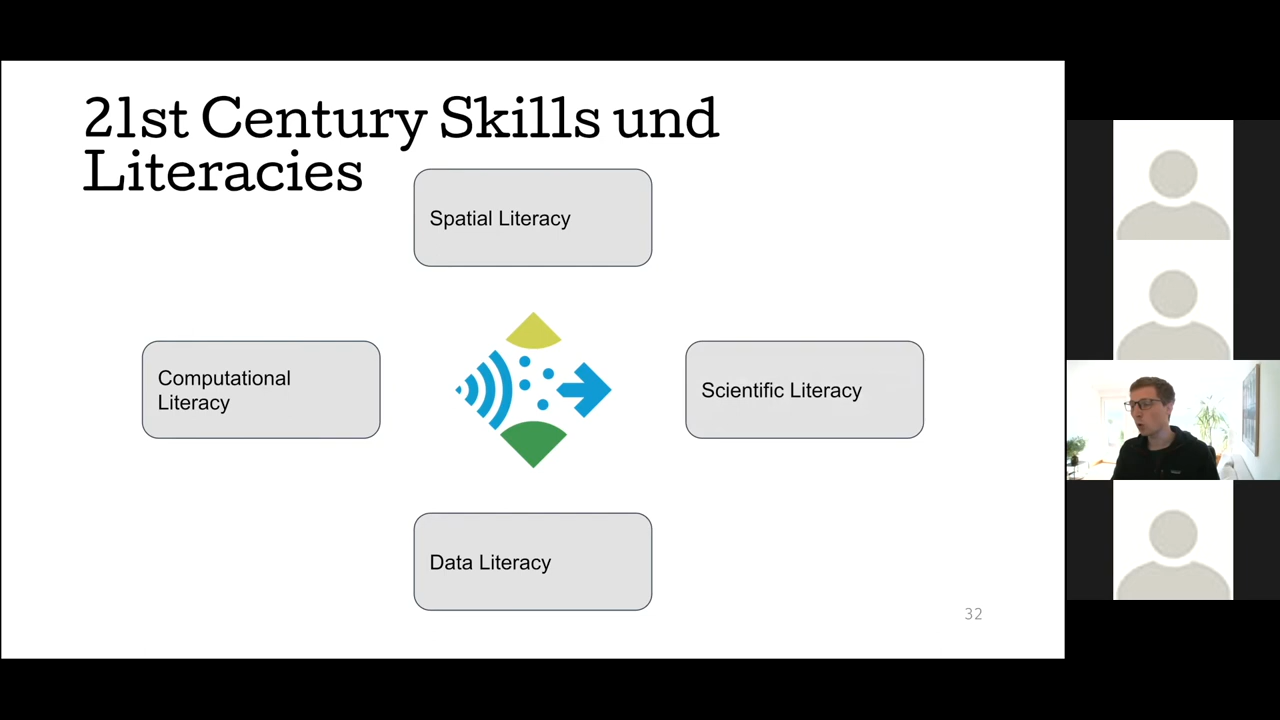 21st Century Skills und
Literacies
Spatial Literacy
Computational
Literacy
Scientific Literacy
Data Literacy
32